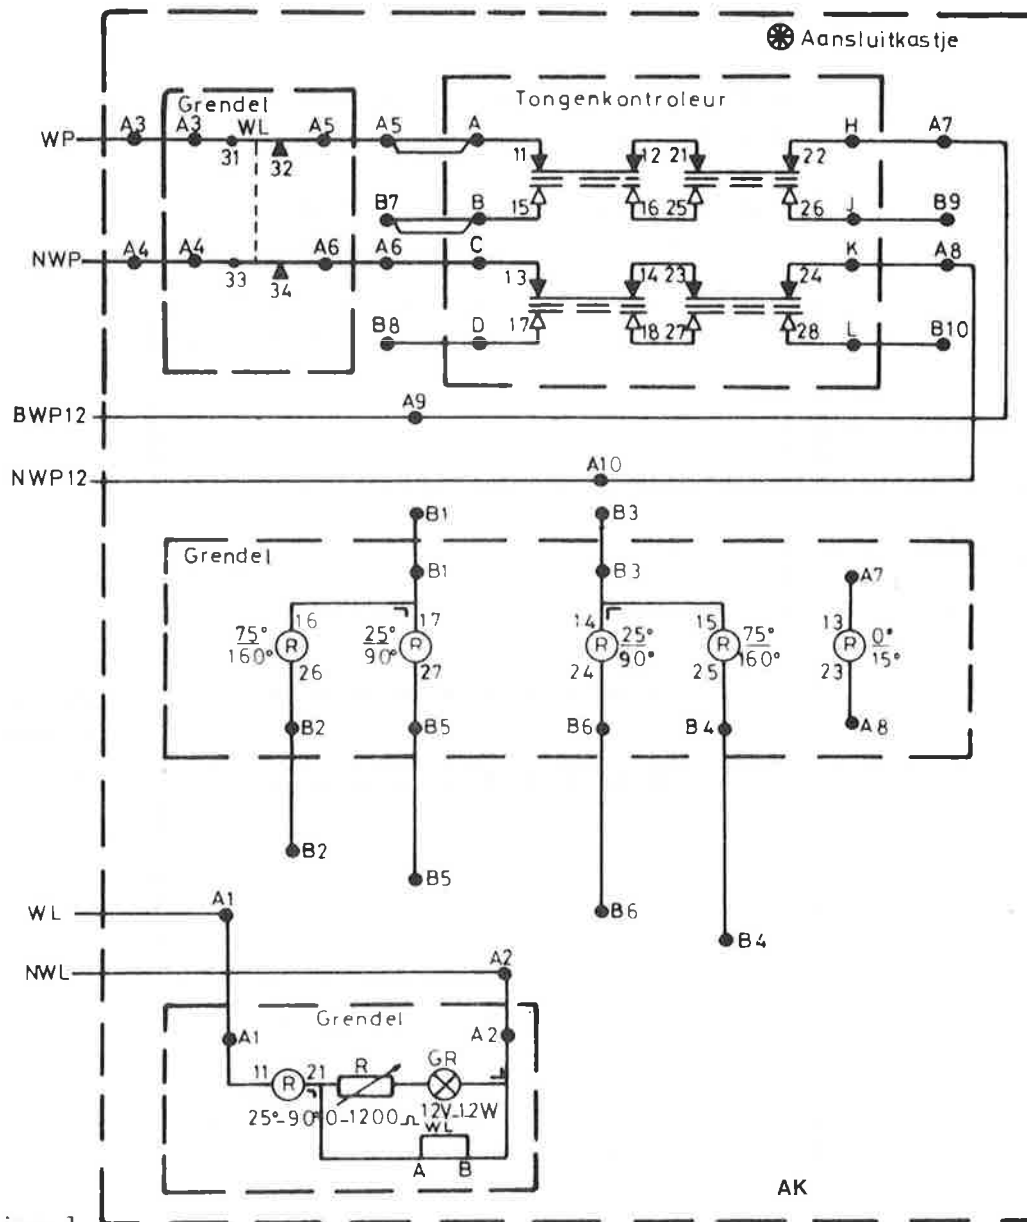 Aansluitkastje
Grendel Tongenkontroleur
WP A3 A3 WL A5 A5 A H A7
31 32 11 12 21 22
B7 B 15 16 25 26 J B9
NWP A4 A4 A6 A6 C K A8
33 34 13 14 23 24
B8 D 17 18 27 28 L B10
BWP12 A9
NWP12 A10
B1 B3
Grendel
B1 B3 A7
16 17 14 15 13
75° R 25° R R 25° R 75° R 0°
160° 90° 90° 160° 15°
26 27 24 25 23
B2 B5 B6 B4 A8
B2
B5
B6
B4
WL A1
NWL A2
Grendel
A1 A2
11 R 21 R GR
25°-90° 0-1200Ω 12V-1.2W
WL
A B
AK